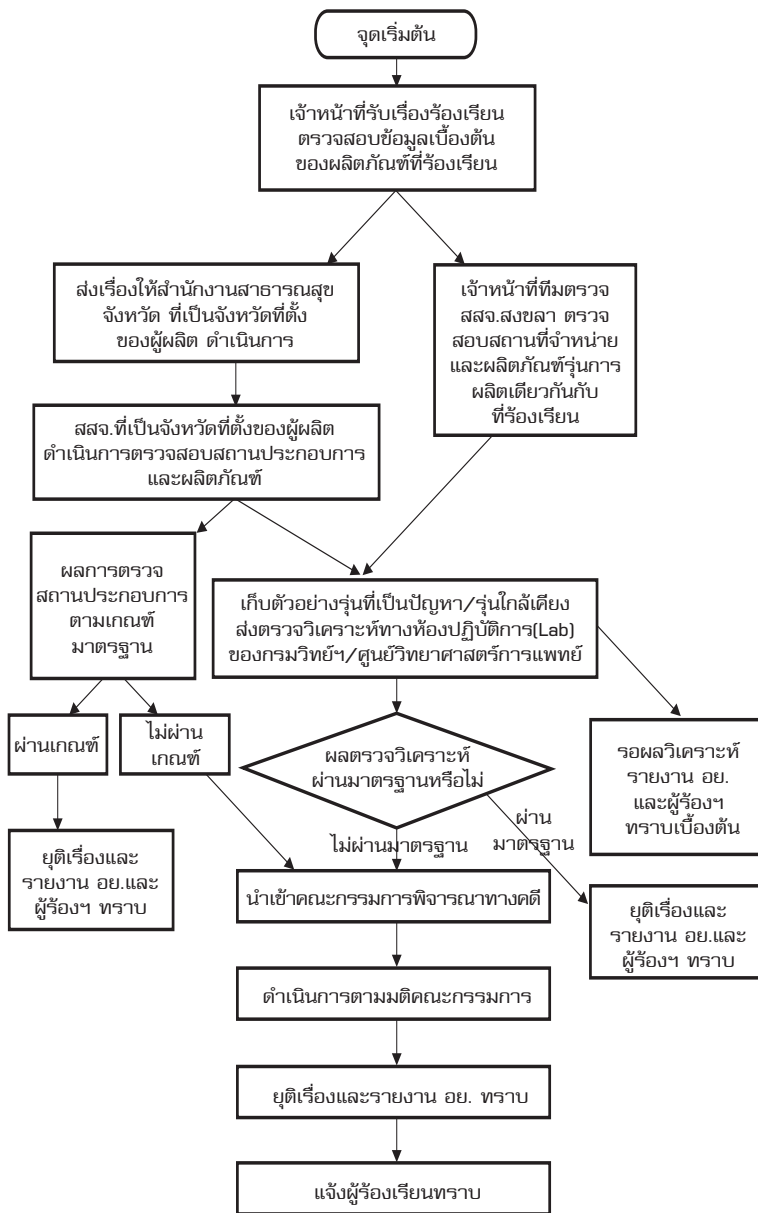 จุดเริ่มต้น
เจ้าหน้าที่รับเรื่องร้องเรียน
ตรวจสอบข้อมูลเบื้องต้น
ของผลิตภัณฑ์ที่ร้องเรียน
ส่งเรื่องให้สำนักงานสาธารณสุข
จังหวัด ที่เป็นจังหวัดที่ตั้ง
ของผู้ผลิต ดำเนินการ
เจ้าหน้าที่ทีมตรวจ
สสจ.สงขลา ตรวจ
สอบสถานที่จำหน่าย
และผลิตภัณฑ์รุ่นการ
ผลิตเดียวกันกับ
ที่ร้องเรียน
สสจ.ที่เป็นจังหวัดที่ตั้งของผู้ผลิต
ดำเนินการตรวจสอบสถานประกอบการ
และผลิตภัณฑ์
ผลการตรวจ
สถานประกอบการ
ตามเกณฑ์
มาตรฐาน
เก็บตัวอย่างรุ่นที่เป็นปัญหา/รุ่นใกล้เคียง
ส่งตรวจวิเคราะห์ทางห้องปฏิบัติการ(Lab)
ของกรมวิทย์ฯ/ศูนย์วิทยาศาสตร์การแพทย์
ผ่านเกณฑ์
ไม่ผ่าน
เกณฑ์
ผลตรวจวิเคราะห์
ผ่านมาตรฐานหรือไม่
รอผลวิเคราะห์
รายงาน อย.
และผู้ร้องฯ
ทราบเบื้องต้น
ไม่ผ่านมาตรฐาน
ผ่าน
มาตรฐาน
ยุติเรื่องและ
รายงาน อย.และ
ผู้ร้องฯ ทราบ
นำเข้าคณะกรรมการพิจารณาทางคดี
ยุติเรื่องและ
รายงาน อย.และ
ผู้ร้องฯ ทราบ
ดำเนินการตามมติคณะกรรมการ
ยุติเรื่องและรายงาน อย. ทราบ
แจ้งผู้ร้องเรียนทราบ